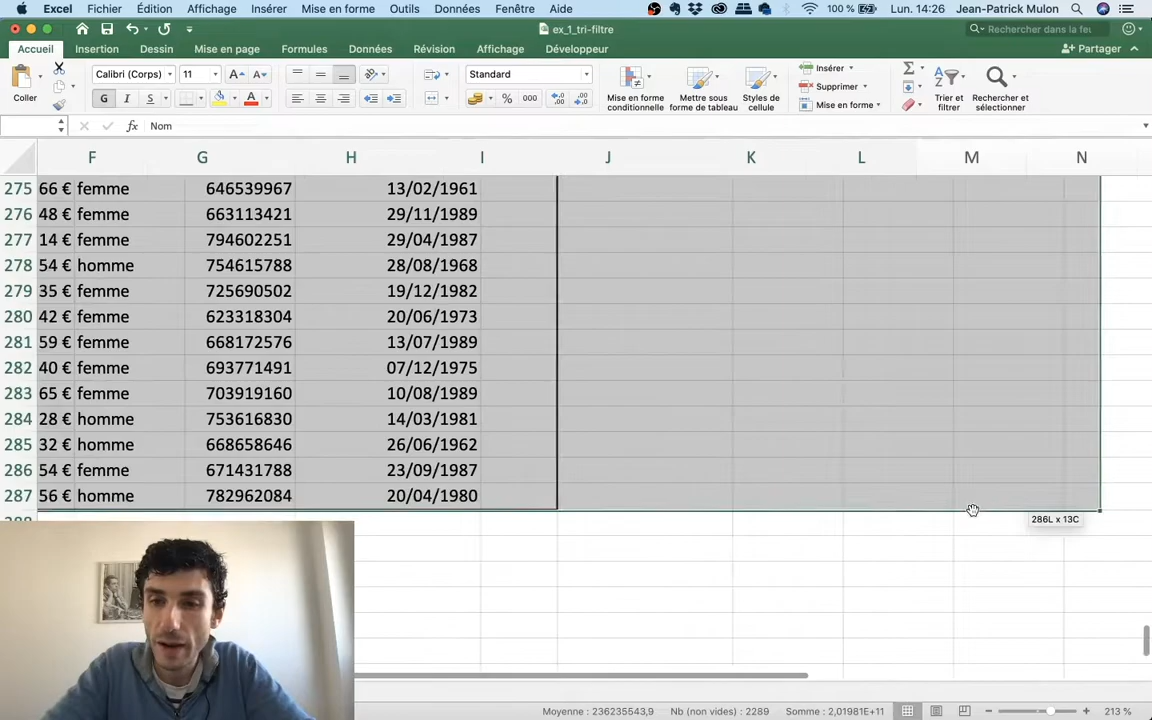 Excel Fichier Édition Affichage Insérer Mise en forme Outils Données Fenêtre Aide 100 % Lun. 14:26 Jean-Patrick Mulon
ex_1_tri-filtre
Rechercher dans la feu
Accueil Insertion Dessin Mise en page Formules Données Révision Affichage Développeur Partager
Coller
Calibri (Corps) 11 A A
G I S A
Standard
% 000
Mise en forme conditionnelle
Mettre sous forme de tableau
Styles de cellule
Insérer
Supprimer
Mise en forme
Trier et filtrer
Rechercher et sélectionner
fx Nom
F G H I J K L M N
275 66 € femme 646539967 13/02/1961
276 48 € femme 663113421 29/11/1989
277 14 € femme 794602251 29/04/1987
278 54 € homme 754615788 28/08/1968
279 35 € femme 725690502 19/12/1982
280 42 € femme 623318304 20/06/1973
281 59 € femme 668172576 13/07/1989
282 40 € femme 693771491 07/12/1975
283 65 € femme 703919160 10/08/1989
284 28 € homme 753616830 14/03/1981
285 32 € homme 668658646 26/06/1962
286 54 € femme 671431788 23/09/1987
287 56 € homme 782962084 20/04/1980
286L x 13C
Moyenne : 236235543,9 Nb (non vides) : 2289 Somme : 2,01981E+11 213 %